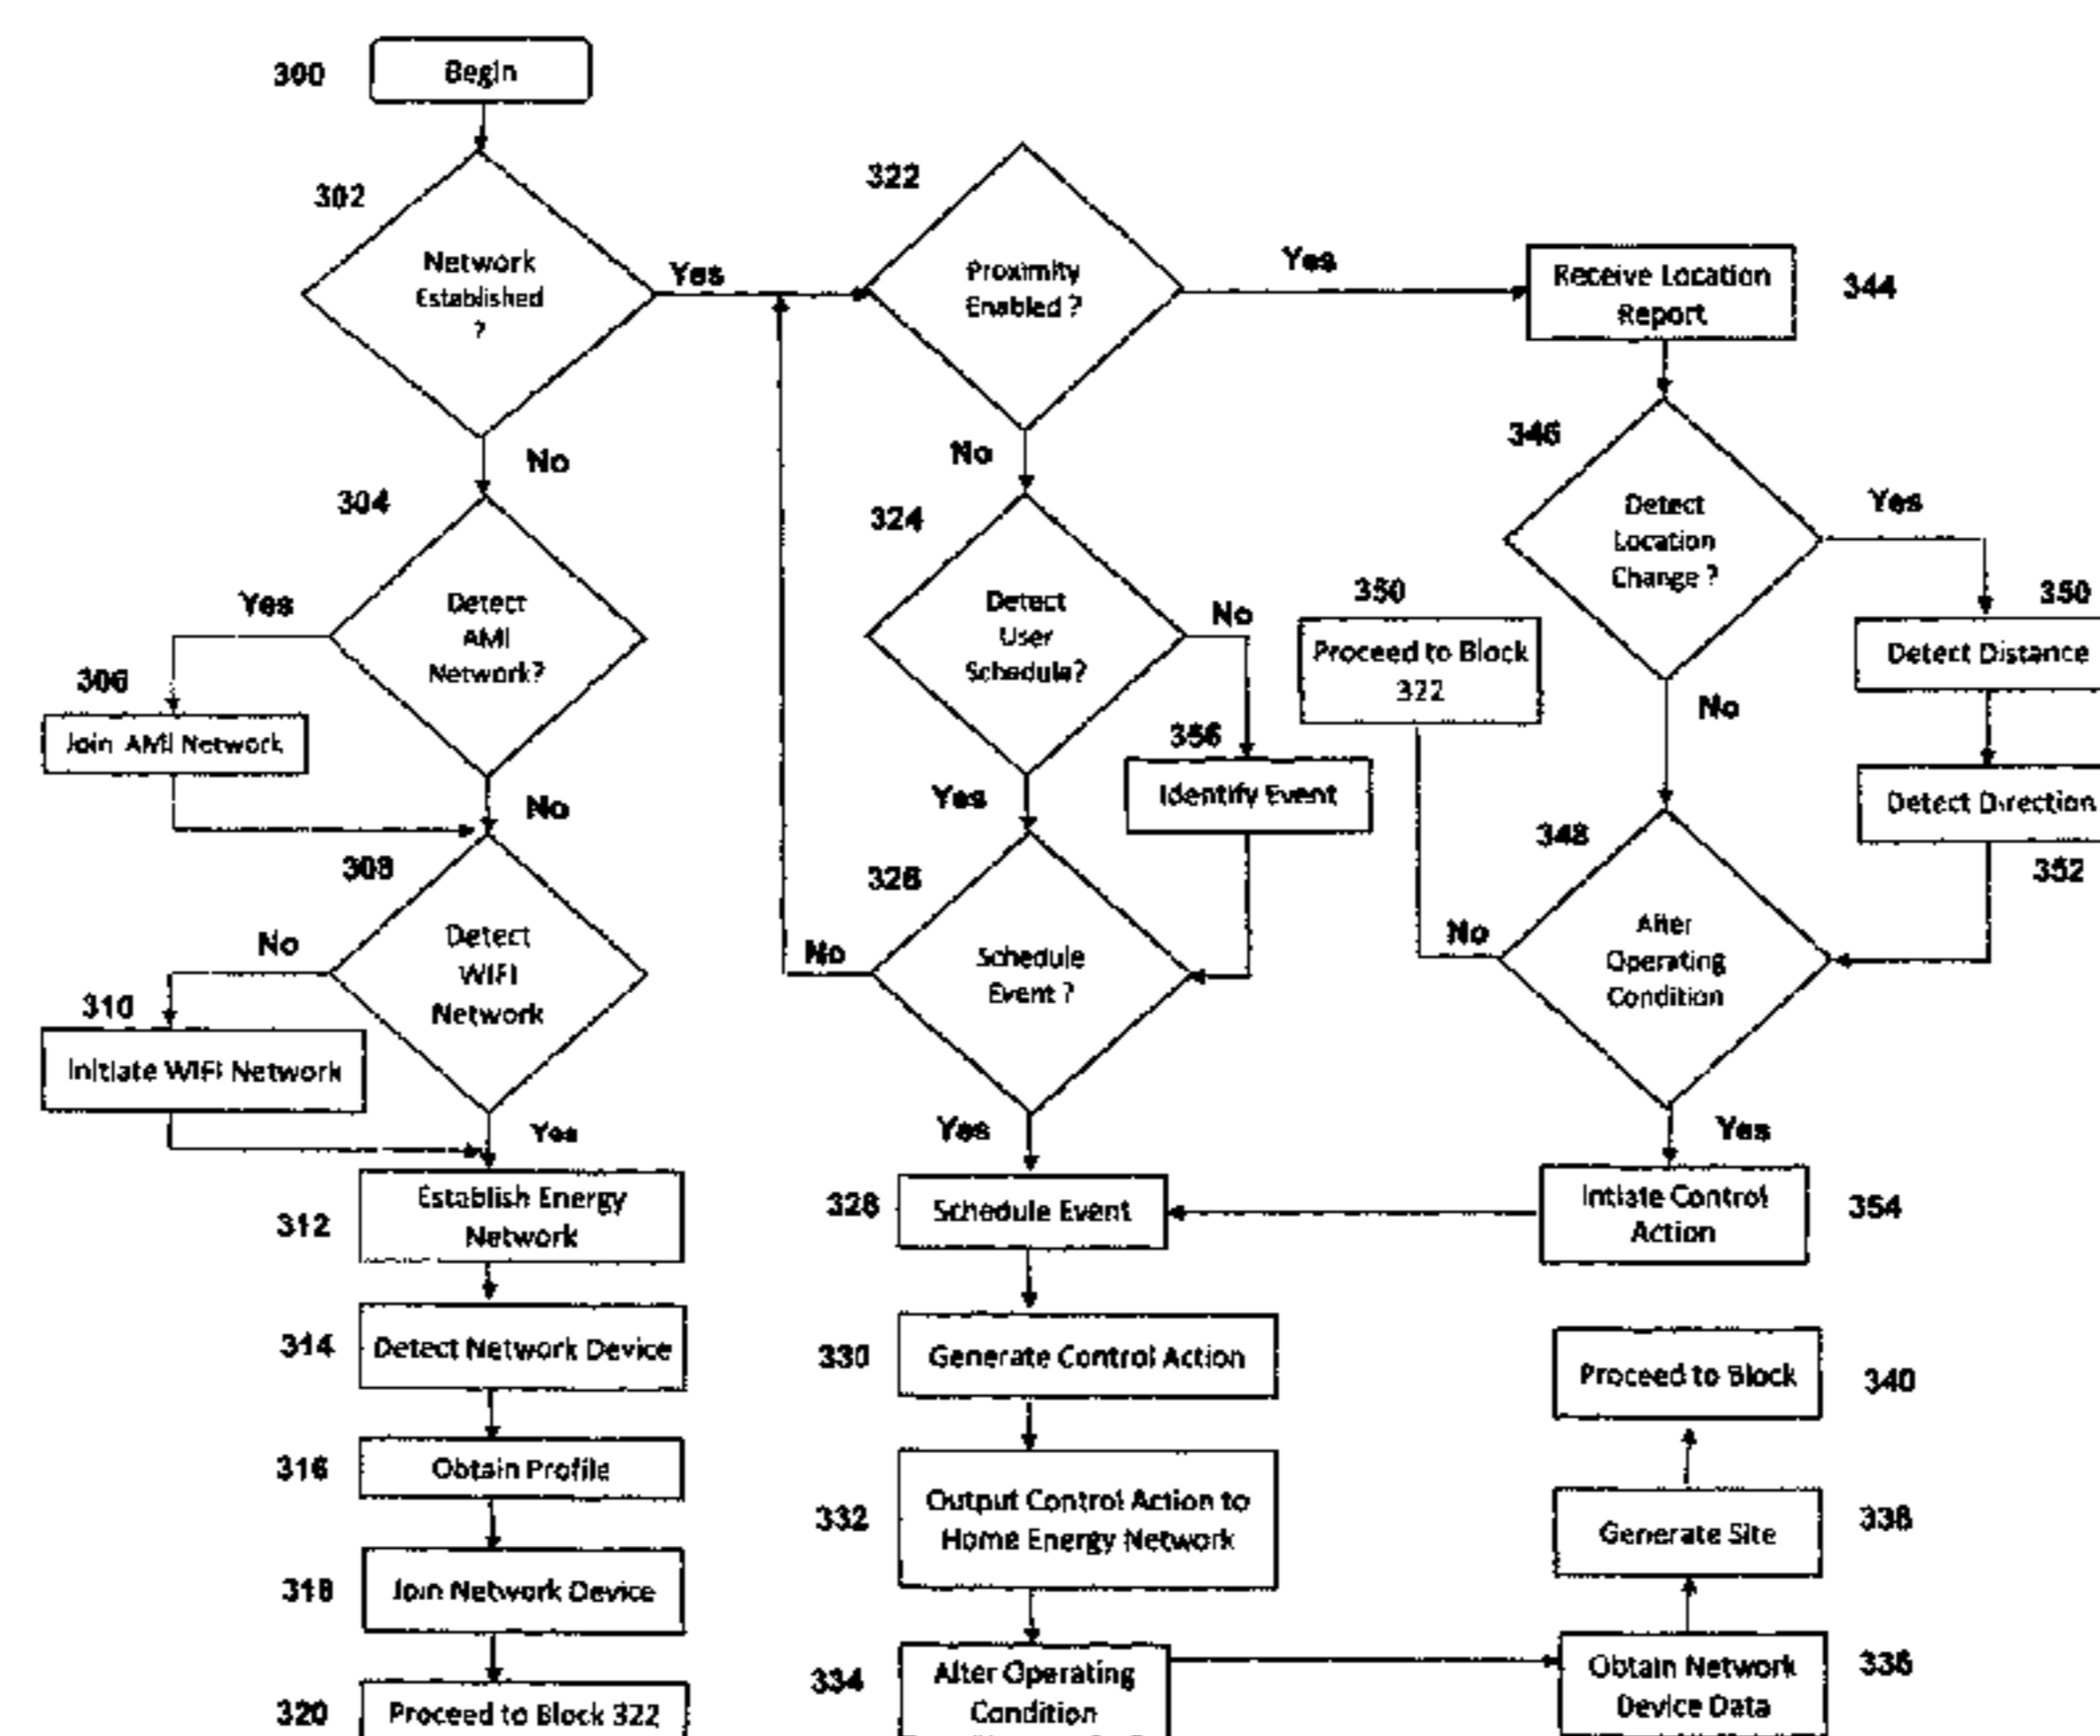 300
Begin
302
Network
Established
?
Yes
No
304
Detect
AMI
Network?
Yes
306
Join AMI Network
No
308
Detect
WIFI
Network
No
310
Initiate WIFI Network
Yes
312
Establish Energy
Network
314
Detect Network Device
316
Obtain Profile
318
Join Network Device
320
Proceed to Block 322
322
Proximity
Enabled ?
Yes
No
324
Detect
User
Schedule?
No
356
Identify Event
Yes
326
Schedule
Event ?
No
Yes
328
Schedule Event
330
Generate Control Action
332
Output Control Action to
Home Energy Network
334
Alter Operating
Condition
344
Receive Location
Report
346
Detect
Location
Change ?
Yes
350
Detect Distance
Detect Direction
352
No
350
Proceed to Block
322
348
Alter
Operating
Condition
No
Yes
354
Intiate Control
Action
340
Proceed to Block
338
Generate Site
336
Obtain Network
Device Data